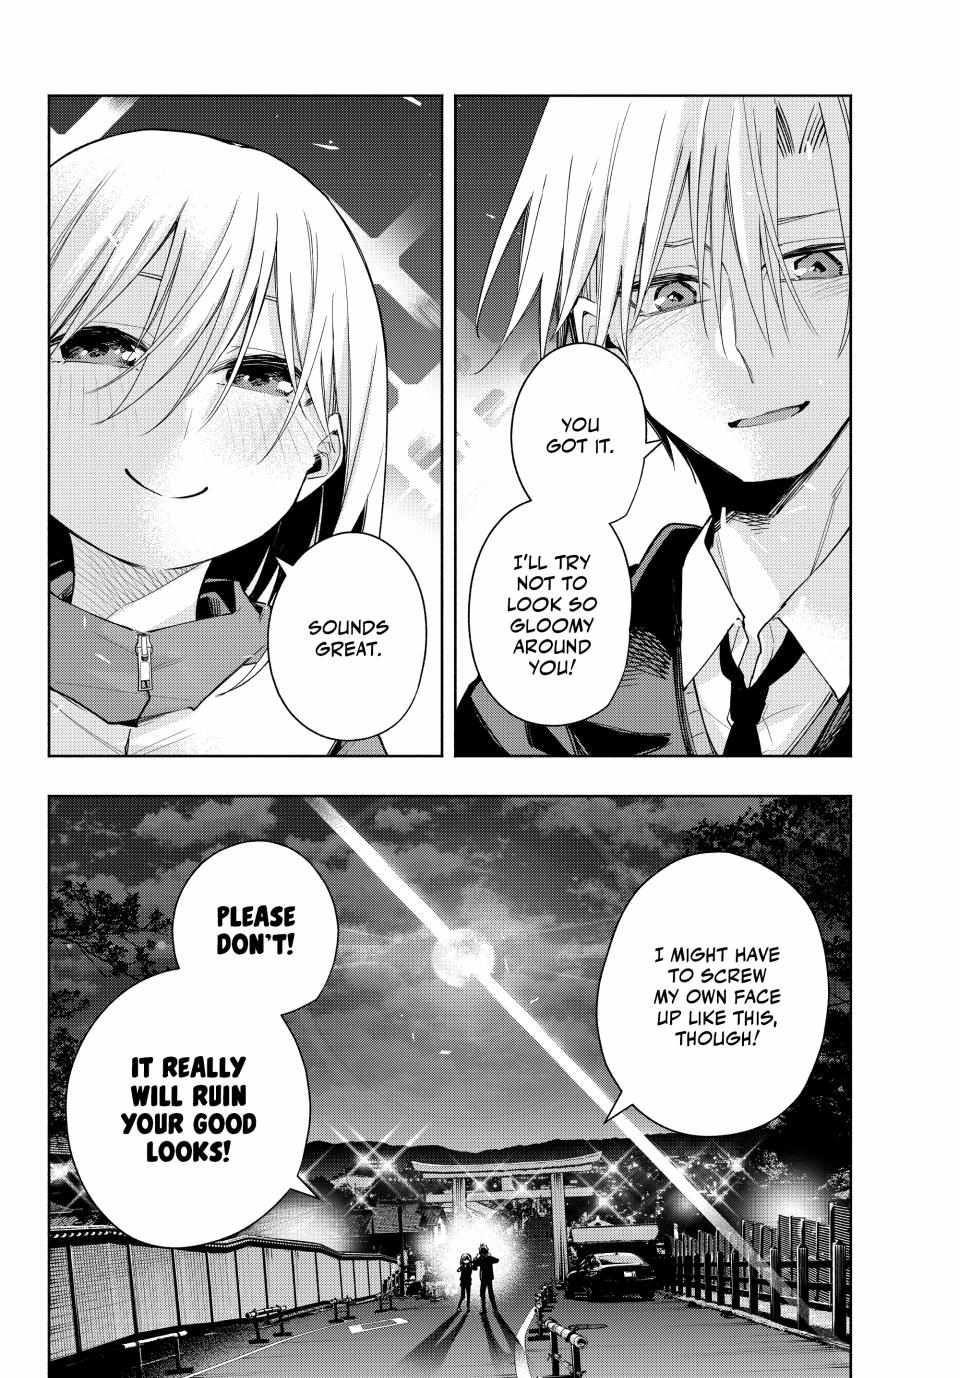 YOU
GOT IT.
I'LL TRY
NOT TO
LOOK SO
GLOOMY
AROUND
YOU!
SOUNDS
GREAT.
I MIGHT HAVE
TO SCREW
MY OWN FACE
UP LIKE THIS,
THOUGH!
PLEASE
DON'T!
IT REALLY
WILL RUIN
YOUR GOOD
LOOKS!